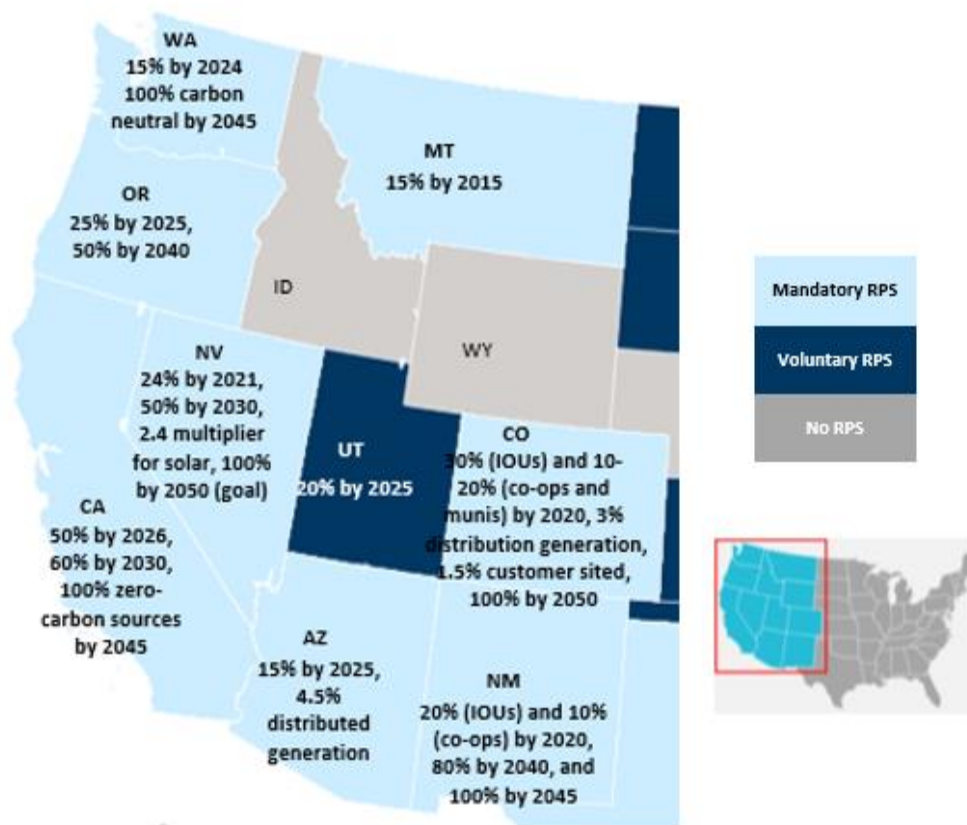 WA
15% by 2024
100% carbon
neutral by 2045
MT
15% by 2015
OR
25% by 2025,
50% by 2040
ID
WY
NV
24% by 2021,
50% by 2030,
2.4 multiplier
for solar, 100%
by 2050 (goal)
UT
20% by 2025
CO
30% (IOUs) and 10-
20% (co-ops and
munis) by 2020, 3%
distribution generation,
1.5% customer sited,
100% by 2050
CA
50% by 2026,
60% by 2030,
100% zero-
carbon sources
by 2045
AZ
15% by 2025,
4.5%
distributed
generation
NM
20% (IOUs) and 10%
(co-ops) by 2020,
80% by 2040, and
100% by 2045
Mandatory RPS
Voluntary RPS
No RPS